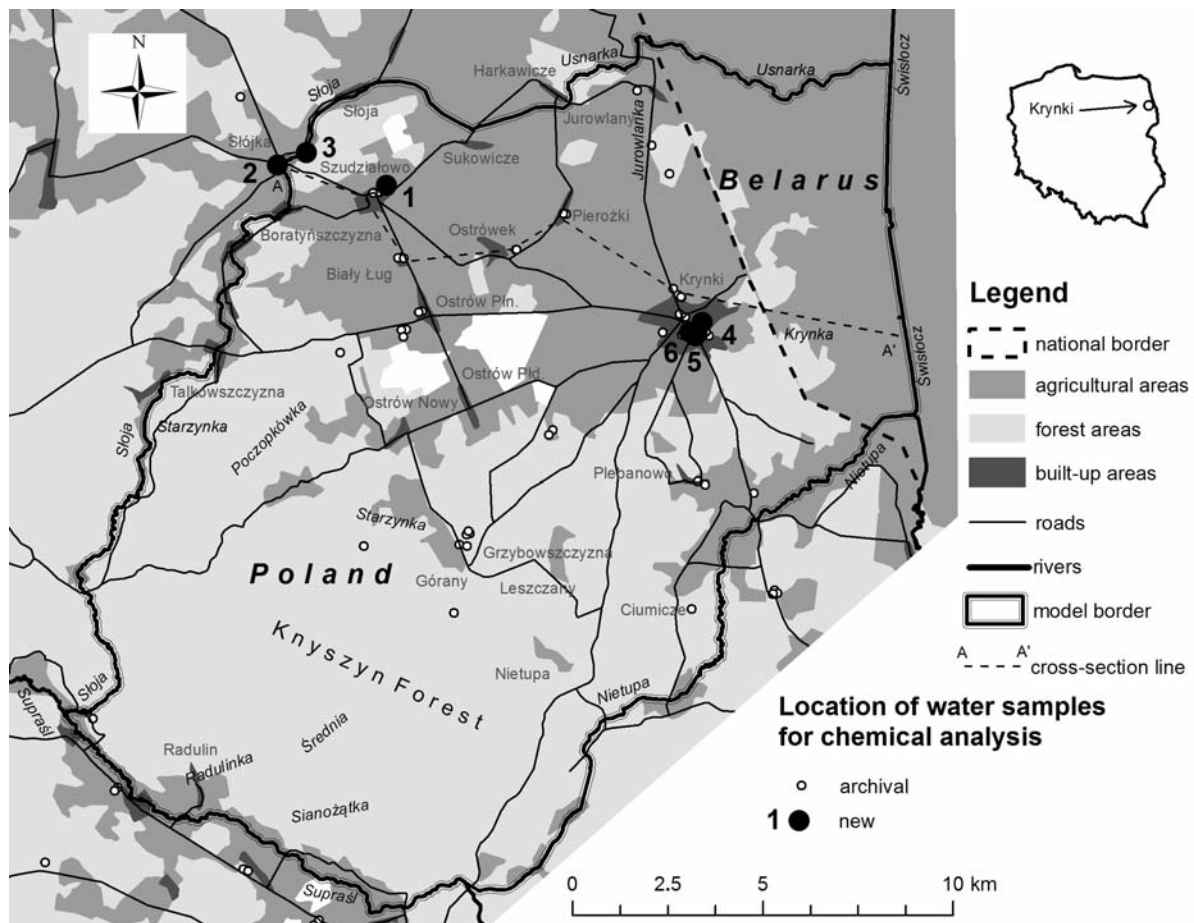 N
Słoja
Słoja
Harkawicze
Usnarka
Usnarka
Świsłocz
Krynki
Słójka
3
2
A
Szudziałowo
1
Sukowicze
Jurowlany
Jurowlanka
Belarus
Boratyńszczyzna
Ostrówek
Pierożki
Biały Ług
Krynki
Ostrów Płn.
6
5
4
Krynka
A'
Świsłocz
Ostrów Płd.
Ostrów Nowy
Talkowszczyzna
Starzynka
Poczopkówka
Słoja
Plebanowo
Nietupa
Starzynka
Grzybowszczyzna
Poland
Górany
Leszczany
Ciumicze
Knyszyn Forest
Nietupa
Nietupa
Słoja
Supraśl
Średnia
Radulin
Radulinka
Sianożątka
Supraśl
Legend
national border
agricultural areas
forest areas
built-up areas
roads
rivers
model border
A A'
cross-section line
Location of water samples
for chemical analysis
archival
1 new
0 2.5 5 10 km